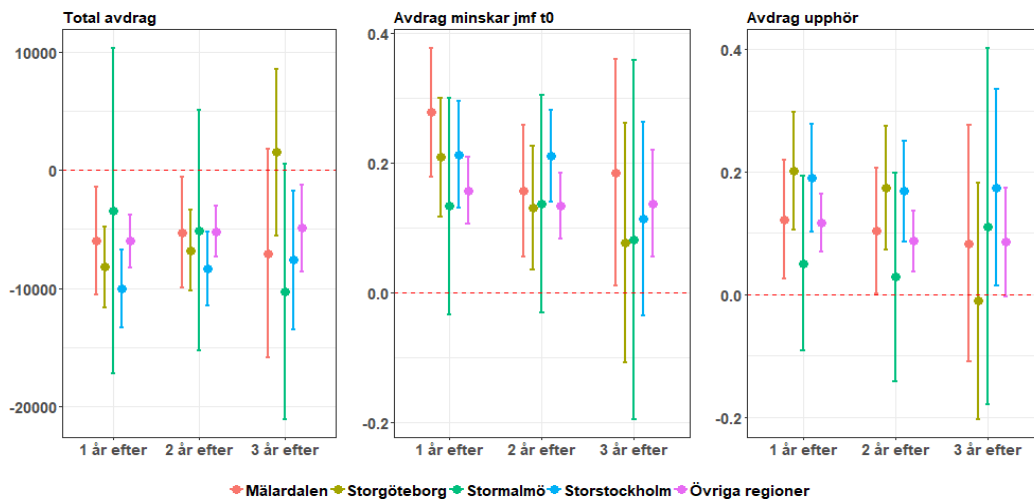 Total avdrag
Avdrag minskar jmf t0
Avdrag upphör
10000
0
-10000
-20000
0.4
0.2
0.0
-0.2
0.4
0.2
0.0
-0.2
1 år efter 2 år efter 3 år efter
1 år efter 2 år efter 3 år efter
1 år efter 2 år efter 3 år efter
Mälardalen Storgöteborg Stormalmö Storstockholm Övriga regioner